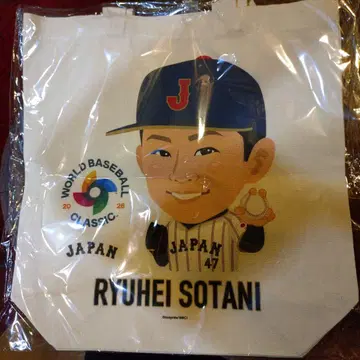 J
WORLD BASEBALL
20 26
CLASSIC
JAPAN
JAPAN
47
RYUHEI SOTANI